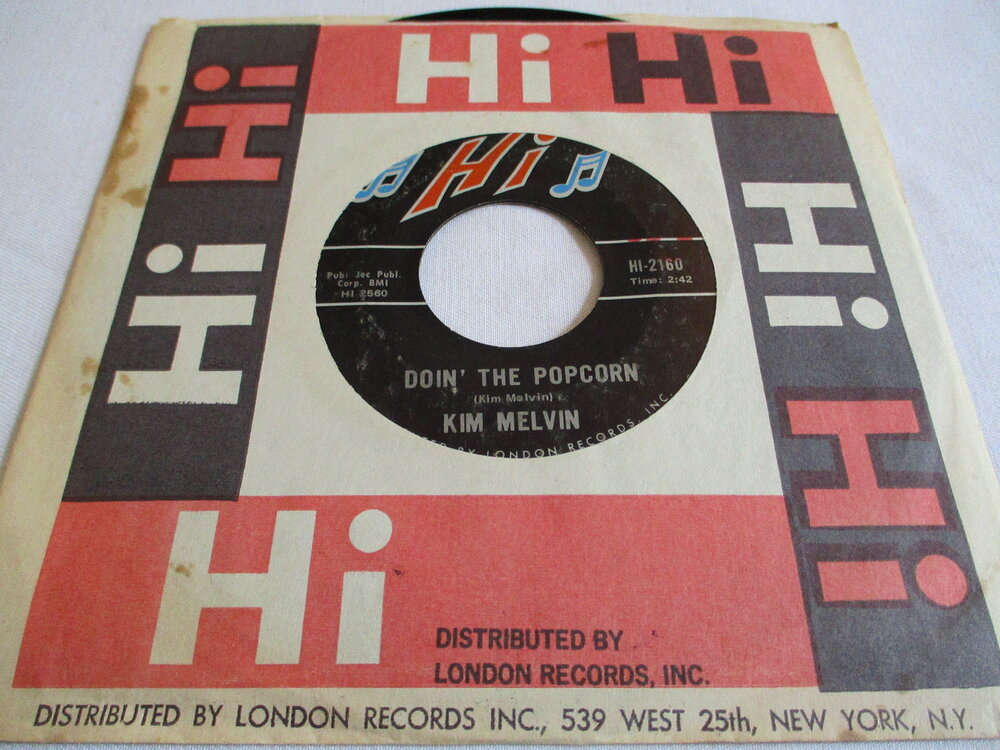 Hi Hi
Hi
Hi
Hi
Hi
Hi
Pub: Jec Publ.
Corp. BMI
HI 2560
HI-2160
Time: 2:42
DOIN' THE POPCORN
(Kim Melvin)
KIM MELVIN
BY LONDON RECORDS, INC.
Hi
DISTRIBUTED BY
LONDON RECORDS, INC.
DISTRIBUTED BY LONDON RECORDS INC., 539 WEST 25th, NEW YORK, N.Y.